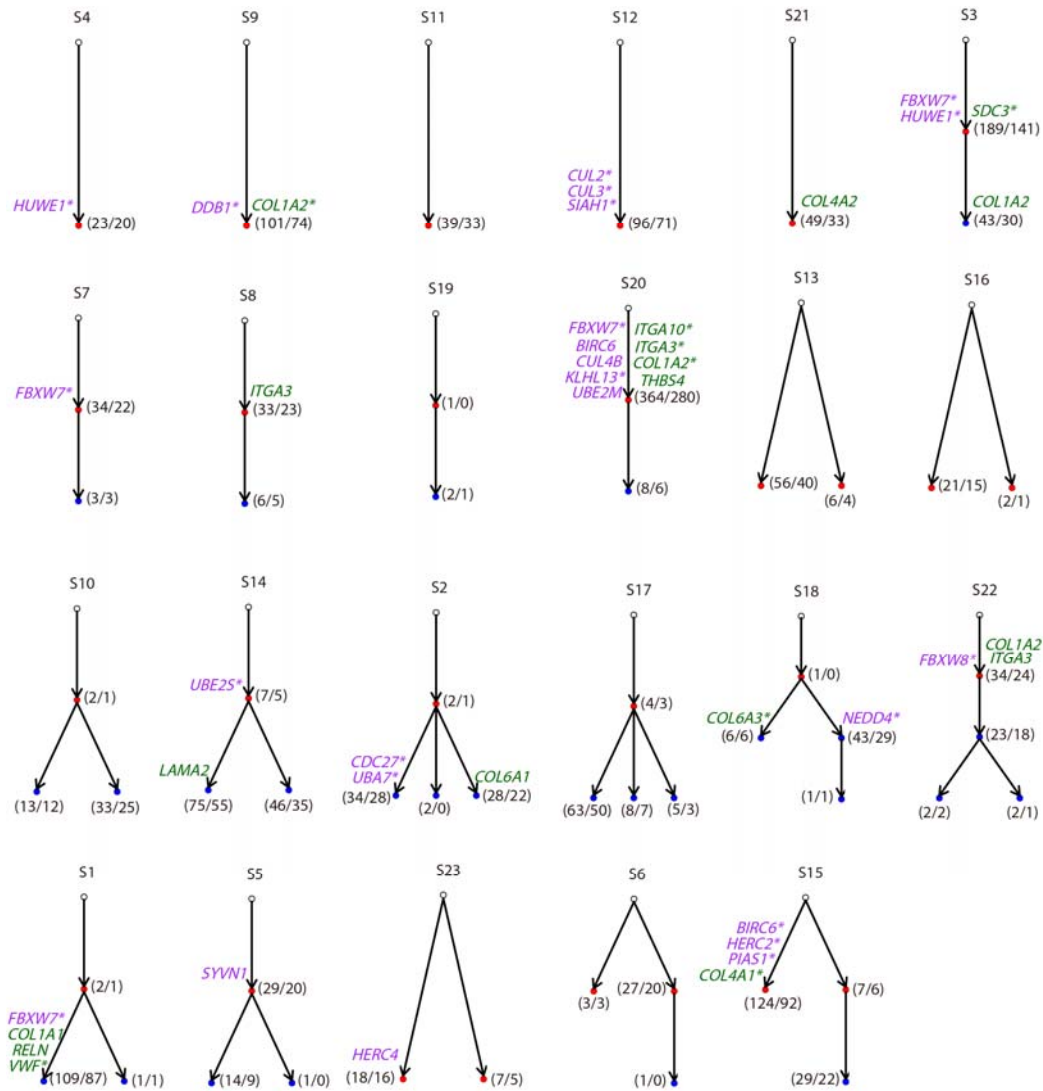 S4
S9
S11
S12
S21
S3
FBXW7*
HUWE1*
SDC3*
(189/141)
HUWE1*
(23/20)
DDB1*
COL1A2*
(101/74)
(39/33)
CUL2*
CUL3*
SIAH1*
(96/71)
COL4A2
(49/33)
COL1A2
(43/30)
S7
S8
S19
S20
S13
S16
FBXW7*
(34/22)
(3/3)
ITGA3
(33/23)
(6/5)
(1/0)
(2/1)
FBXW7*
BIRC6
CUL4B
KLHL13*
UBE2M
ITGA10*
ITGA3*
COL1A2*
THBS4
(364/280)
(8/6)
(56/40)
(6/4)
(21/15)
(2/1)
S10
S14
S2
S17
S18
S22
(2/1)
(13/12)
(33/25)
UBE2S*
(7/5)
LAMA2
(75/55)
(46/35)
(2/1)
CDC27*
UBA7*
(34/28)
(2/0)
COL6A1
(28/22)
(4/3)
(63/50)
(8/7)
(5/3)
(1/0)
COL6A3*
(6/6)
NEDD4*
(43/29)
(1/1)
FBXW8*
COL1A2
ITGA3
(34/24)
(23/18)
(2/2)
(2/1)
S1
S5
S23
S6
S15
(2/1)
FBXW7*
COL1A1
RELN
VWF*
(109/87)
(1/1)
SYVN1
(29/20)
(14/9)
(1/0)
HERC4
(18/16)
(7/5)
(3/3)
(27/20)
(1/0)
BIRC6*
HERC2*
PIAS1*
COL4A1*
(124/92)
(7/6)
(29/22)